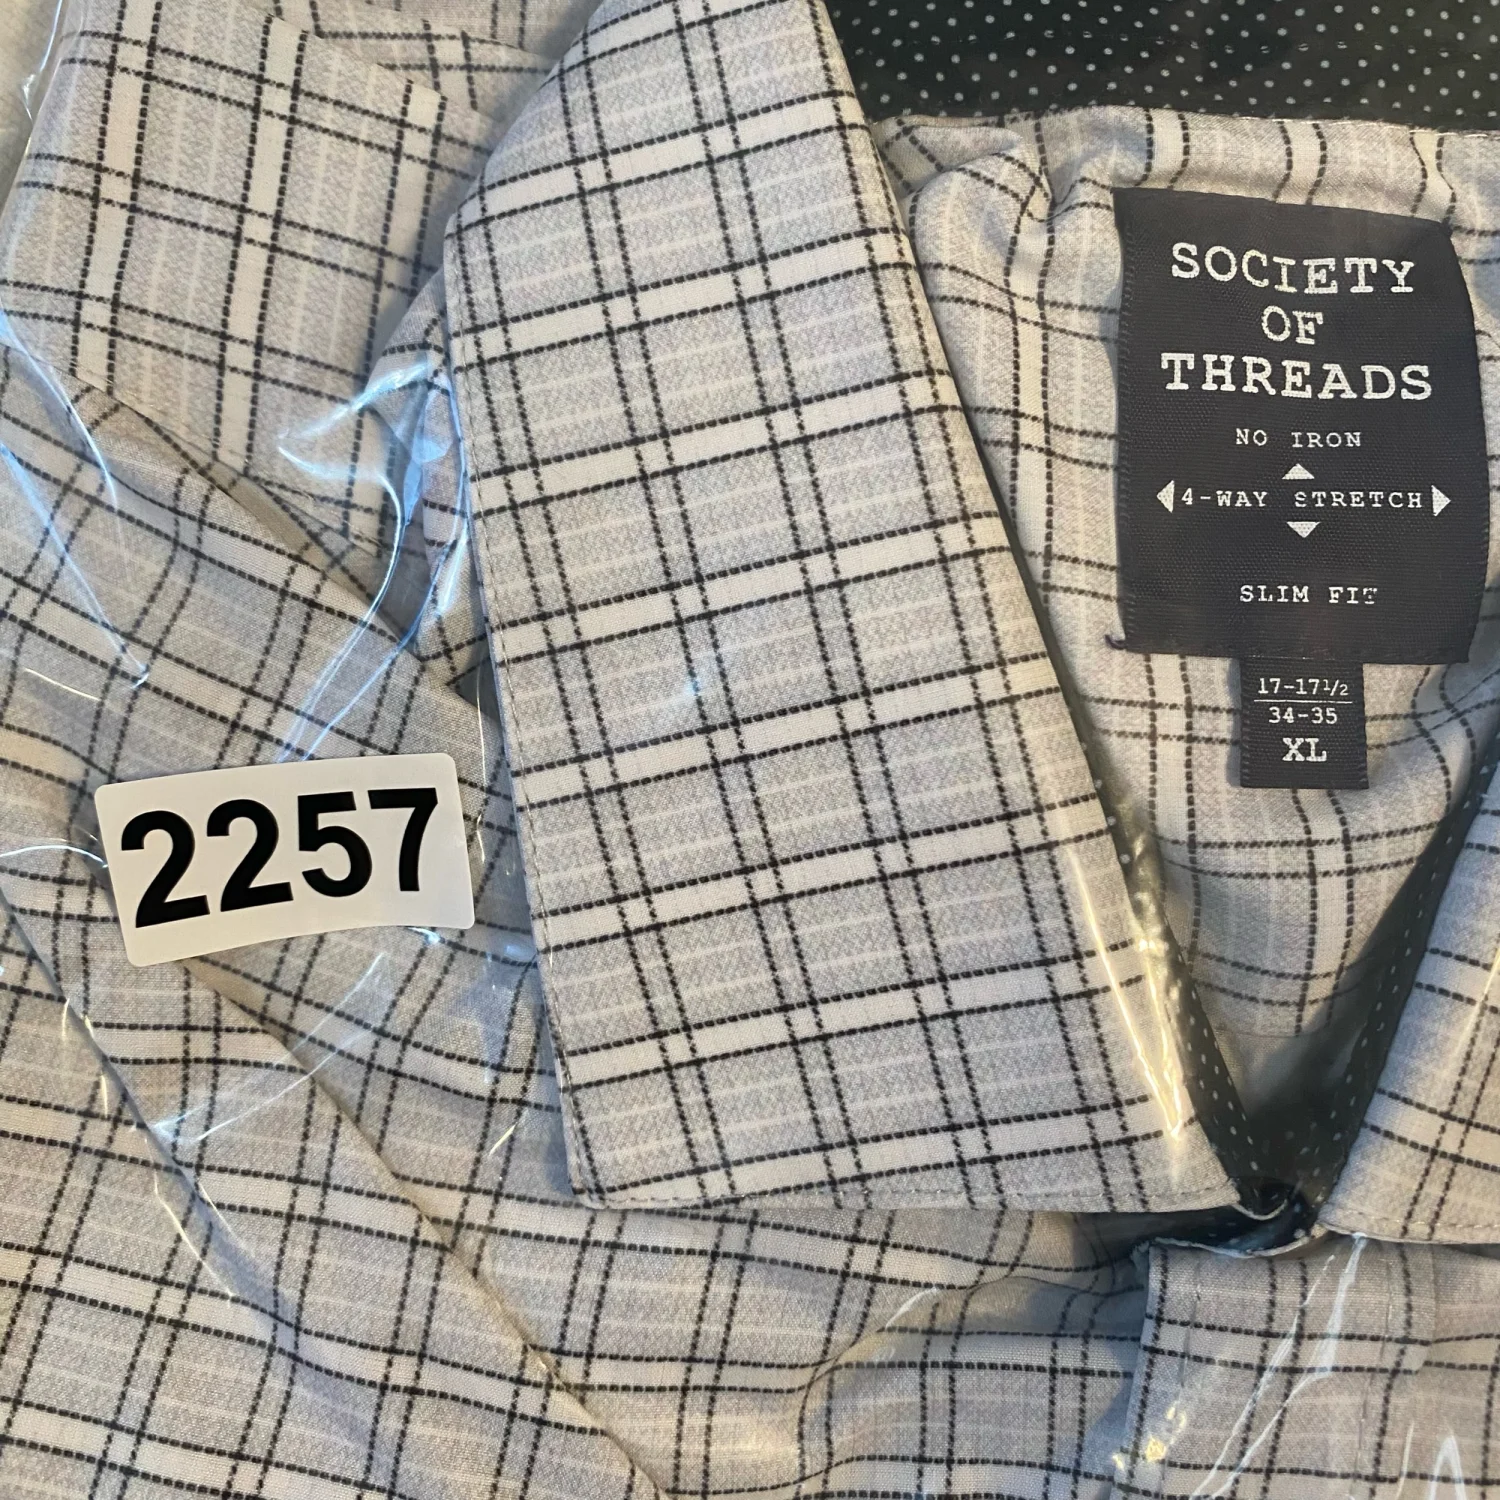 SOCIETY
OF
THREADS
NO IRON
4-WAY STRETCH
SLIM FIT
17-17½
34-35
XL
2257